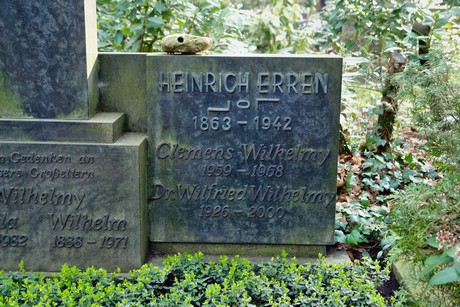 HEINRICH ERREN
1863 - 1942
Clemens Wilhelmy
1959 - 1968
Dr. Wilfried Wilhelmy
1926 - 2000
Gedenken an
Großeltern
Wilhelmy
Wilhelm
1982
1888 - 1971